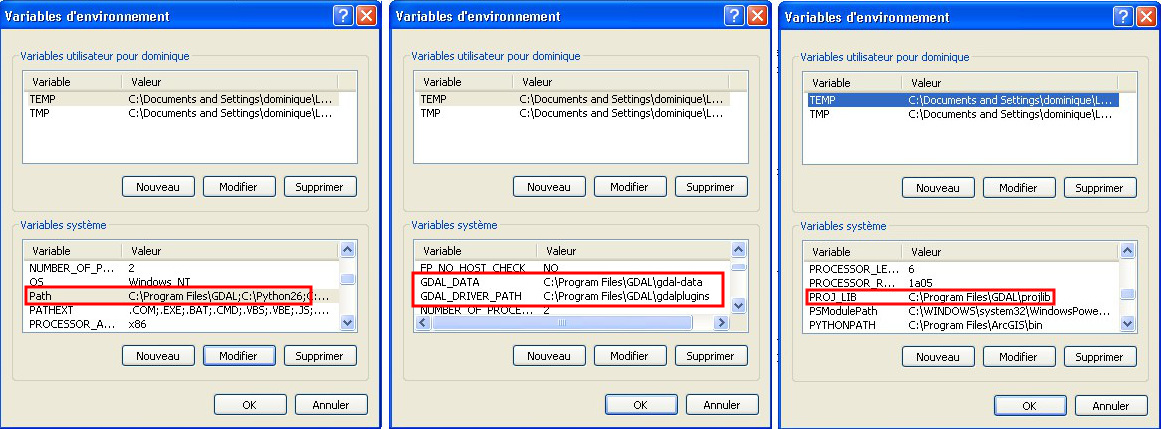 Variables d'environnement
Variables utilisateur pour dominique
Variable Valeur
TEMP C:\Documents and Settings\dominique\L...
TMP C:\Documents and Settings\dominique\L...
Nouveau Modifier Supprimer
Variables système
Variable Valeur
NUMBER_OF_P... 2
OS Windows_NT
Path C:\Program Files\GDAL;C:\Python26;C:...
PATHEXT .COM;.EXE;.BAT;.CMD;.VBS;.VBE;.JS;....
PROCESSOR_A... x86
Nouveau Modifier Supprimer
OK Annuler
Variables d'environnement
Variables utilisateur pour dominique
Variable Valeur
TEMP C:\Documents and Settings\dominique\L...
TMP C:\Documents and Settings\dominique\L...
Nouveau Modifier Supprimer
Variables système
Variable Valeur
FP_NO_HOST_CHECK NO
GDAL_DATA C:\Program Files\GDAL\gdal-data
GDAL_DRIVER_PATH C:\Program Files\GDAL\gdalplugins
NUMBER_OF_PROCE... 2
Nouveau Modifier Supprimer
OK Annuler
Variables d'environnement
Variables utilisateur pour dominique
Variable Valeur
TEMP C:\Documents and Settings\dominique\L...
TMP C:\Documents and Settings\dominique\L...
Nouveau Modifier Supprimer
Variables système
Variable Valeur
PROCESSOR_LE... 6
PROCESSOR_R... 1a05
PROJ_LIB C:\Program Files\GDAL\projlib
PSModulePath C:\WINDOWS\system32\WindowsPowe...
PYTHONPATH C:\Program Files\ArcGIS\bin
Nouveau Modifier Supprimer
OK Annuler